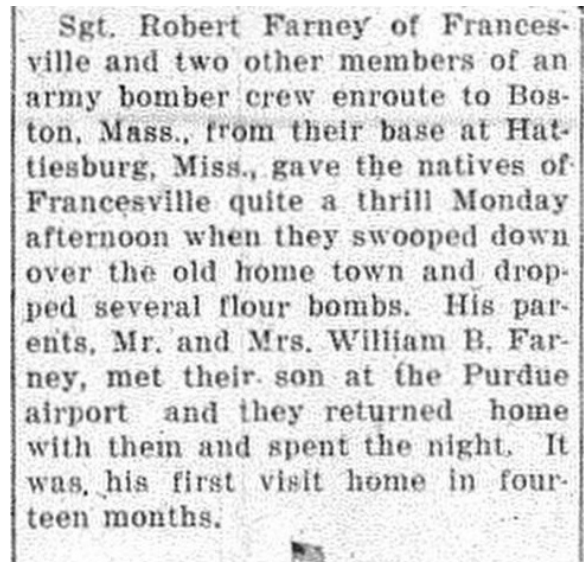 Sgt. Robert Farney of Frances-
ville and two other members of an
army bomber crew enroute to Bos-
ton, Mass., from their base at Hat-
tiesburg, Miss., gave the natives of
Francesville quite a thrill Monday
afternoon when they swooped down
over the old home town and drop-
ped several flour bombs. His par-
ents, Mr. and Mrs. William B. Far-
ney, met their son at the Purdue
airport and they returned home
with them and spent the night. It
was his first visit home in four-
teen months.